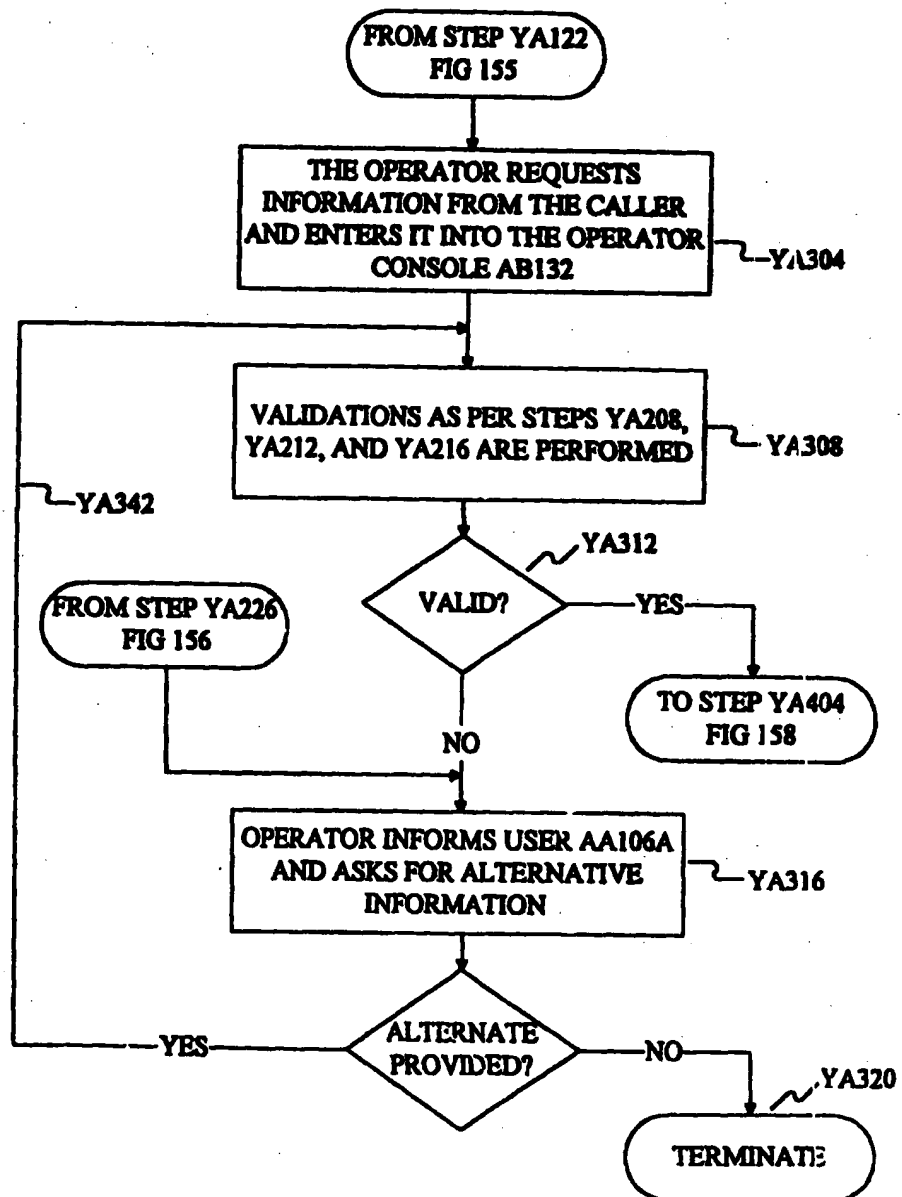 FROM STEP YA122
FIG 155
THE OPERATOR REQUESTS
INFORMATION FROM THE CALLER
AND ENTERS IT INTO THE OPERATOR
CONSOLE AB132
YA304
VALIDATIONS AS PER STEPS YA208,
YA212, AND YA216 ARE PERFORMED
YA308
YA342
YA312
VALID?
YES
FROM STEP YA226
FIG 156
TO STEP YA404
FIG 158
NO
OPERATOR INFORMS USER AA106A
AND ASKS FOR ALTERNATIVE
INFORMATION
YA316
ALTERNATE
PROVIDED?
YES
NO
YA320
TERMINATE